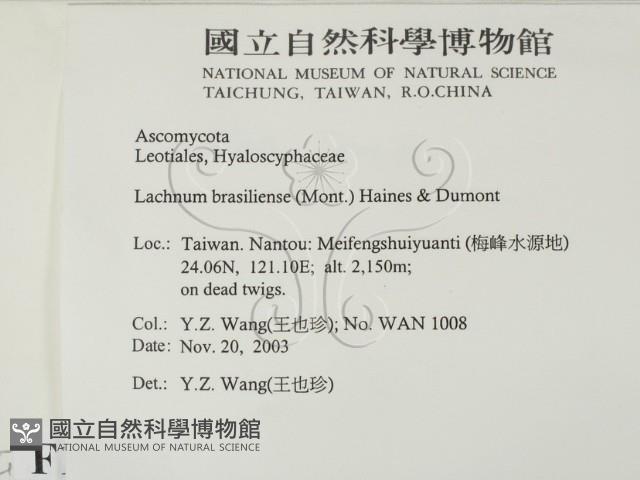 國立自然科學博物館
NATIONAL MUSEUM OF NATURAL SCIENCE
TAICHUNG, TAIWAN, R.O.CHINA
Ascomycota
Leotiales, Hyaloscyphaceae
Lachnum brasiliense (Mont.) Haines & Dumont
Loc.: Taiwan. Nantou: Meifengshuiyuanti (梅峰水源地)
24.06N, 121.10E; alt. 2,150m;
on dead twigs.
Col.: Y.Z. Wang(王也珍); No. WAN 1008
Date: Nov. 20, 2003
Det.: Y.Z. Wang(王也珍)
國立自然科學博物館
NATIONAL MUSEUM OF NATURAL SCIENCE
F